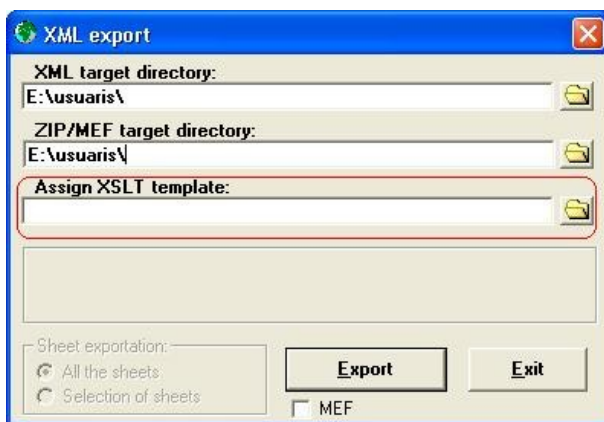 XML export
XML target directory:
E:\usuaris\
ZIP/MEF target directory:
E:\usuaris\
Assign XSLT template:
Sheet exportation:
All the sheets
Selection of sheets
Export
Exit
MEF